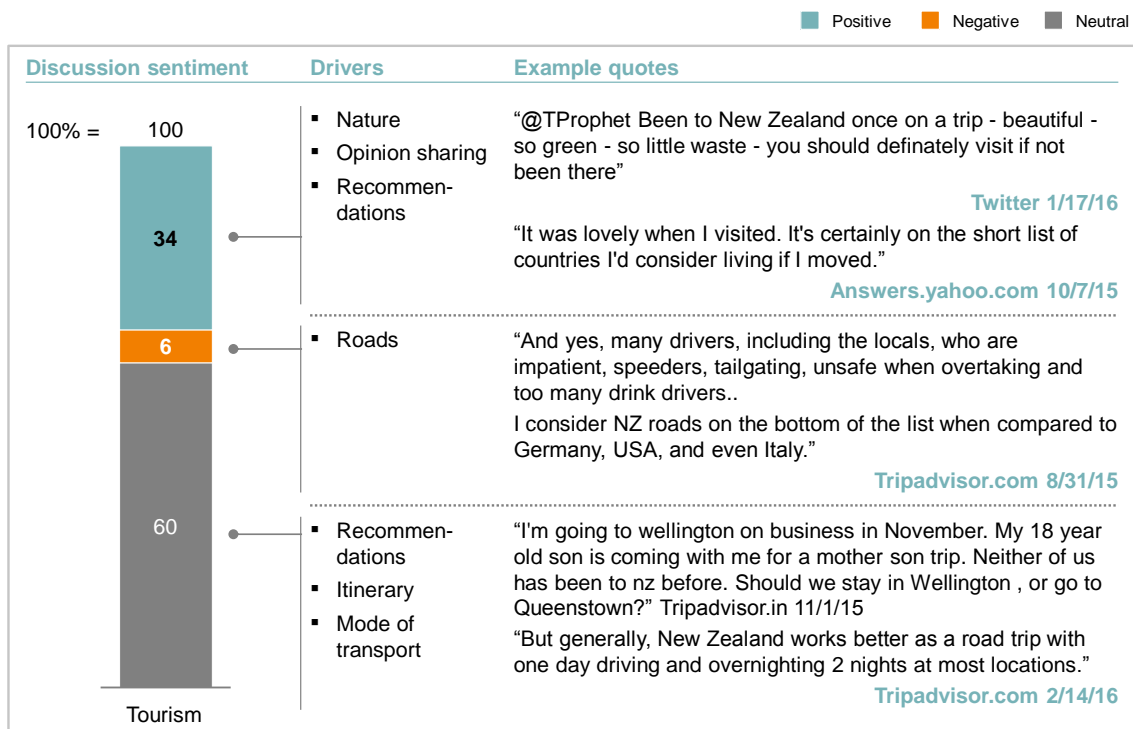 Positive Negative Neutral
Discussion sentiment Drivers Example quotes
100% = 100
34
6
60
Tourism
▪ Nature
▪ Opinion sharing
▪ Recommen-
dations
“@TProphet Been to New Zealand once on a trip - beautiful -
so green - so little waste - you should definately visit if not
been there”
Twitter 1/17/16
“It was lovely when I visited. It's certainly on the short list of
countries I'd consider living if I moved.”
Answers.yahoo.com 10/7/15
▪ Roads
“And yes, many drivers, including the locals, who are
impatient, speeders, tailgating, unsafe when overtaking and
too many drink drivers..
I consider NZ roads on the bottom of the list when compared to
Germany, USA, and even Italy.”
Tripadvisor.com 8/31/15
▪ Recommen-
dations
▪ Itinerary
▪ Mode of
transport
“I'm going to wellington on business in November. My 18 year
old son is coming with me for a mother son trip. Neither of us
has been to nz before. Should we stay in Wellington , or go to
Queenstown?” Tripadvisor.in 11/1/15
“But generally, New Zealand works better as a road trip with
one day driving and overnighting 2 nights at most locations.”
Tripadvisor.com 2/14/16